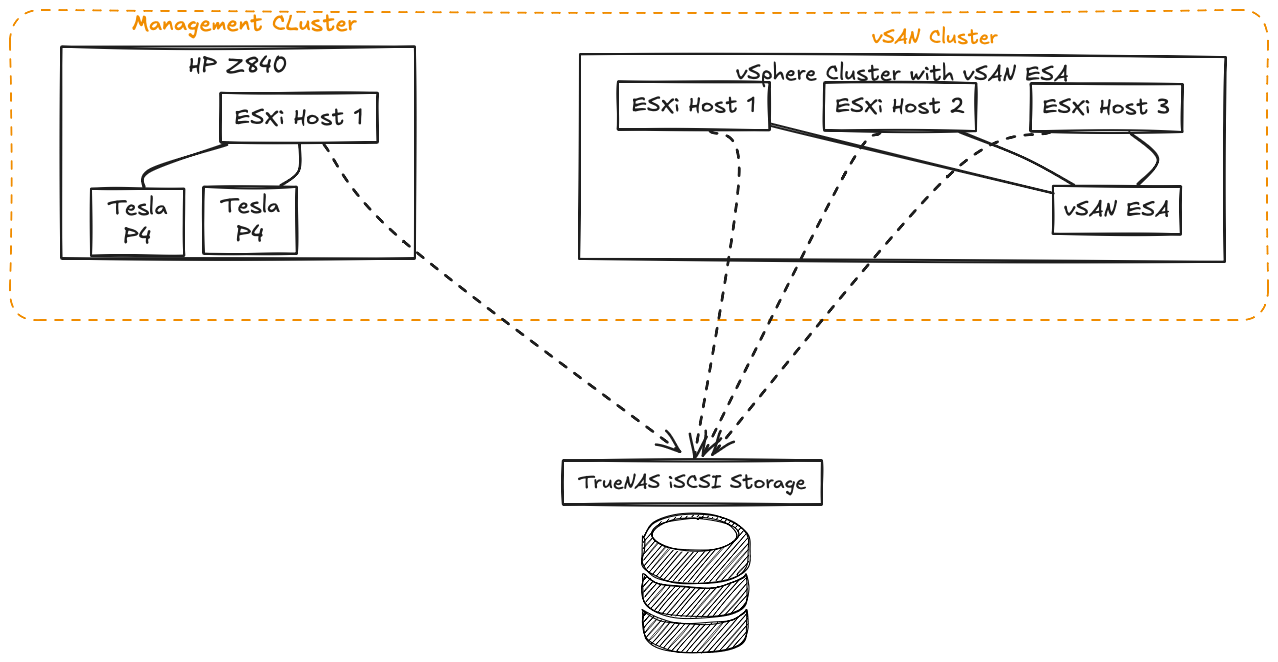 Management CLuster
vSAN Cluster
HP Z840
vSphere Cluster with vSAN ESA
ESXi Host 1
ESXi Host 1
ESXi Host 2
ESXi Host 3
Tesla
P4
Tesla
P4
vSAN ESA
TrueNAS iSCSI Storage